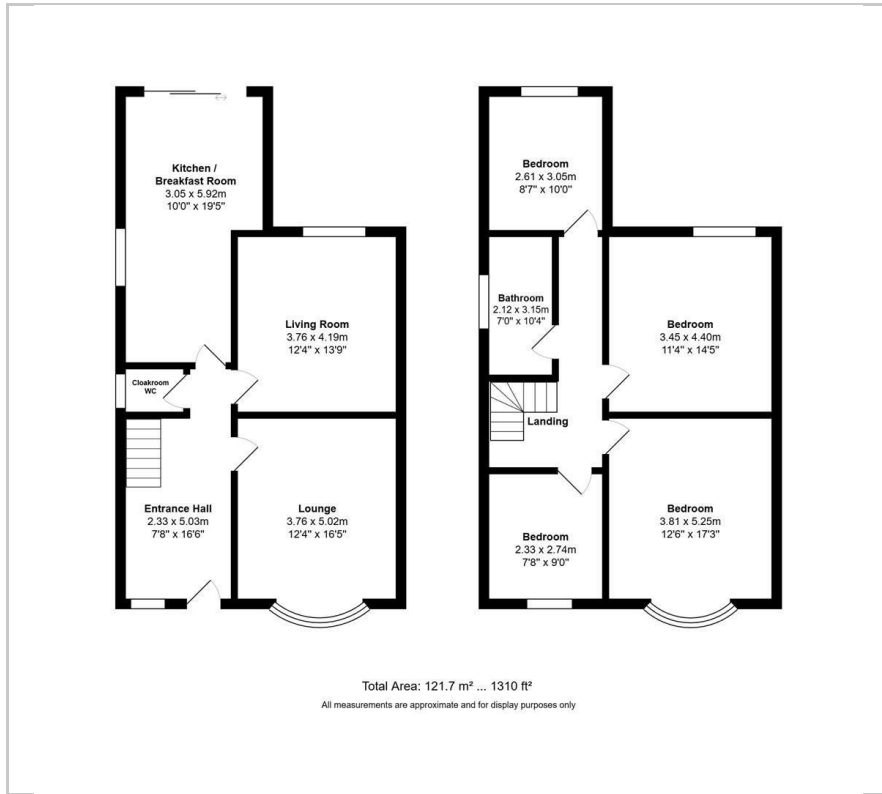 Kitchen /
Breakfast Room
3.05 x 5.92m
10'0" x 19'5"
Living Room
3.76 x 4.19m
12'4" x 13'9"
Cloakroom
WC
Entrance Hall
2.33 x 5.03m
7'8" x 16'6"
Lounge
3.76 x 5.02m
12'4" x 16'5"
Bedroom
2.61 x 3.05m
8'7" x 10'0"
Bathroom
2.12 x 3.15m
7'0" x 10'4"
Bedroom
3.45 x 4.40m
11'4" x 14'5"
Landing
Bedroom
2.33 x 2.74m
7'8" x 9'0"
Bedroom
3.81 x 5.25m
12'6" x 17'3"
Total Area: 121.7 m² ... 1310 ft²
All measurements are approximate and for display purposes only